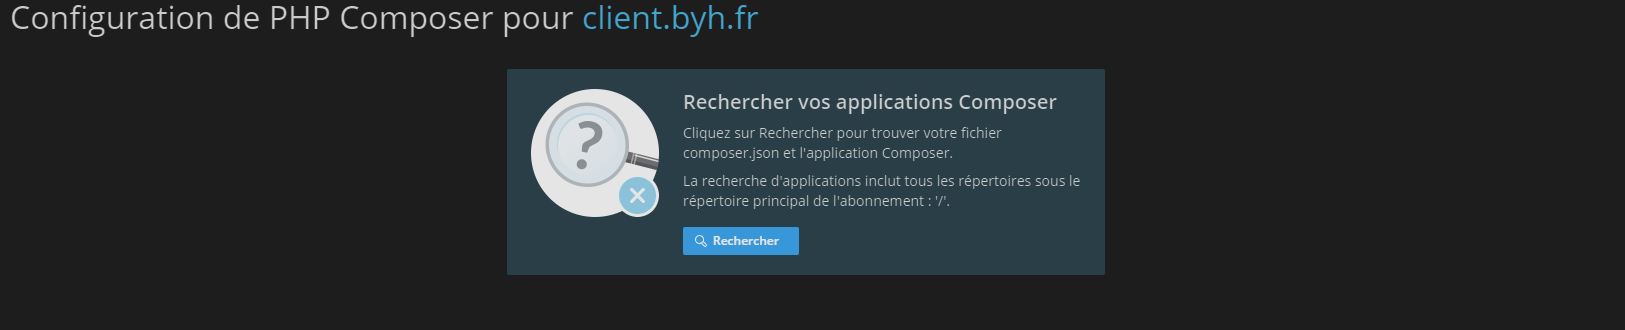 Configuration de PHP Composer pour client.byh.fr
?
Rechercher vos applications Composer
Cliquez sur Rechercher pour trouver votre fichier
composer.json et l'application Composer.
La recherche d'applications inclut tous les répertoires sous le
répertoire principal de l'abonnement : '/'.
Rechercher